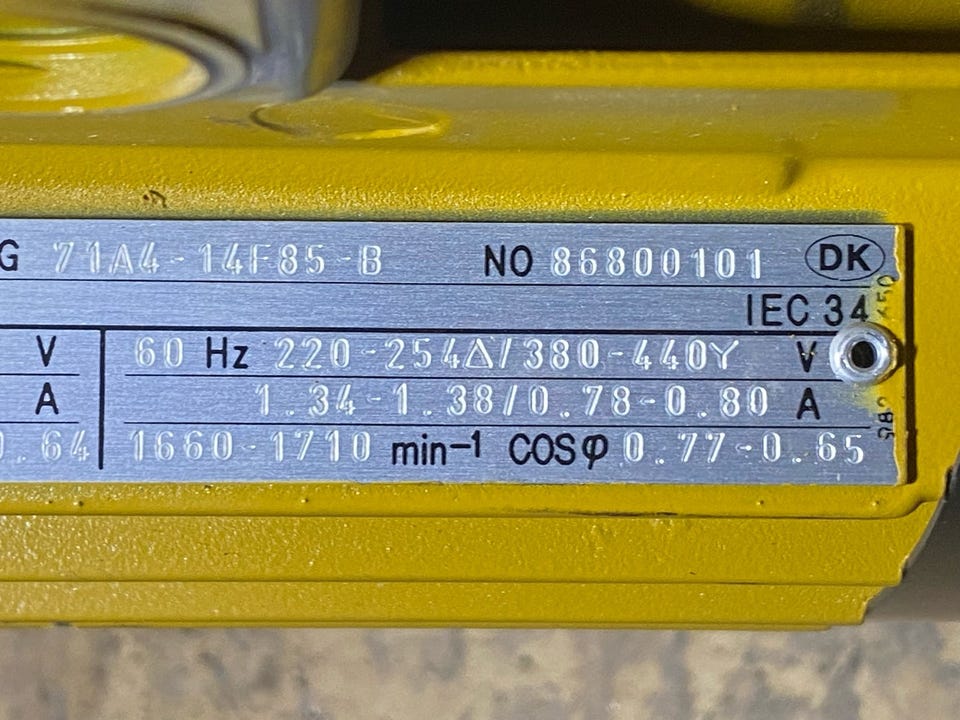 G 71A4-14F85-B NO 86800101 DK
IEC 34
V 60 Hz 220-254Δ/380-440Y V
A 1.34-1.38/0.78-0.80 A
0.64 1660-1710 min-1 COSφ 0.77-0.65